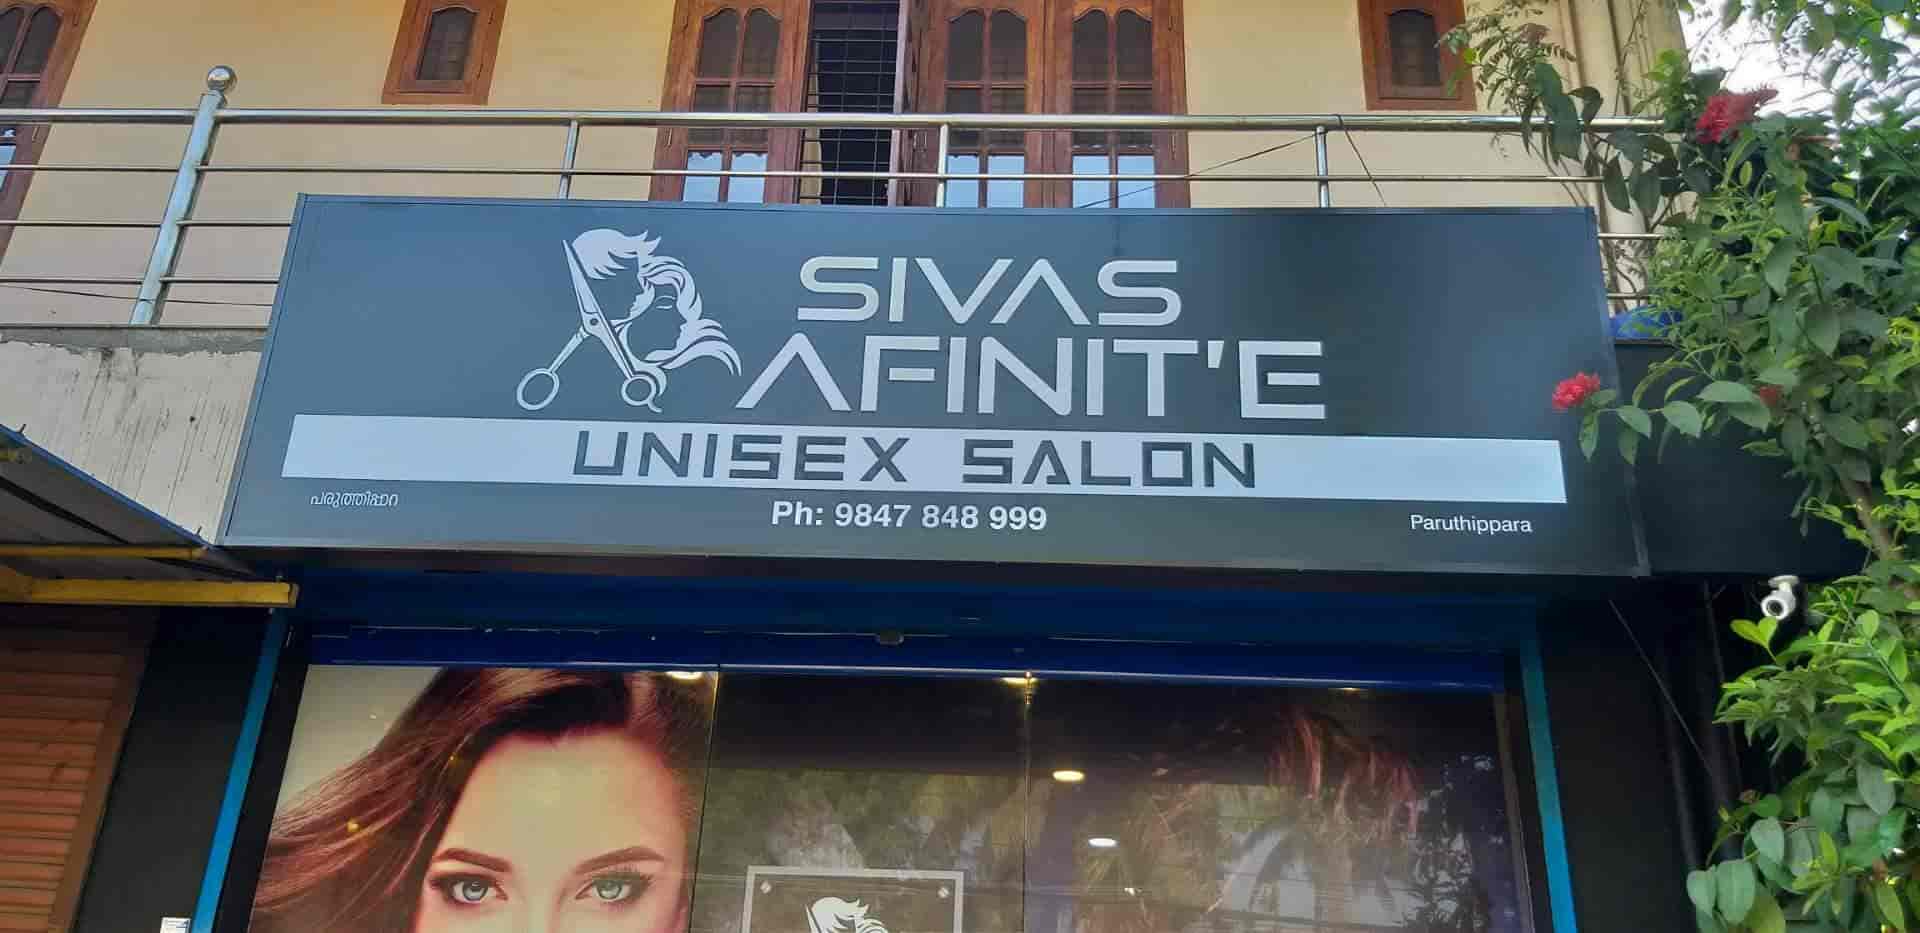 SIVAS
AFINIT'E
UNISEX SALON
പരുത്തിപ്പാറ
Ph: 9847 848 999
Paruthippara